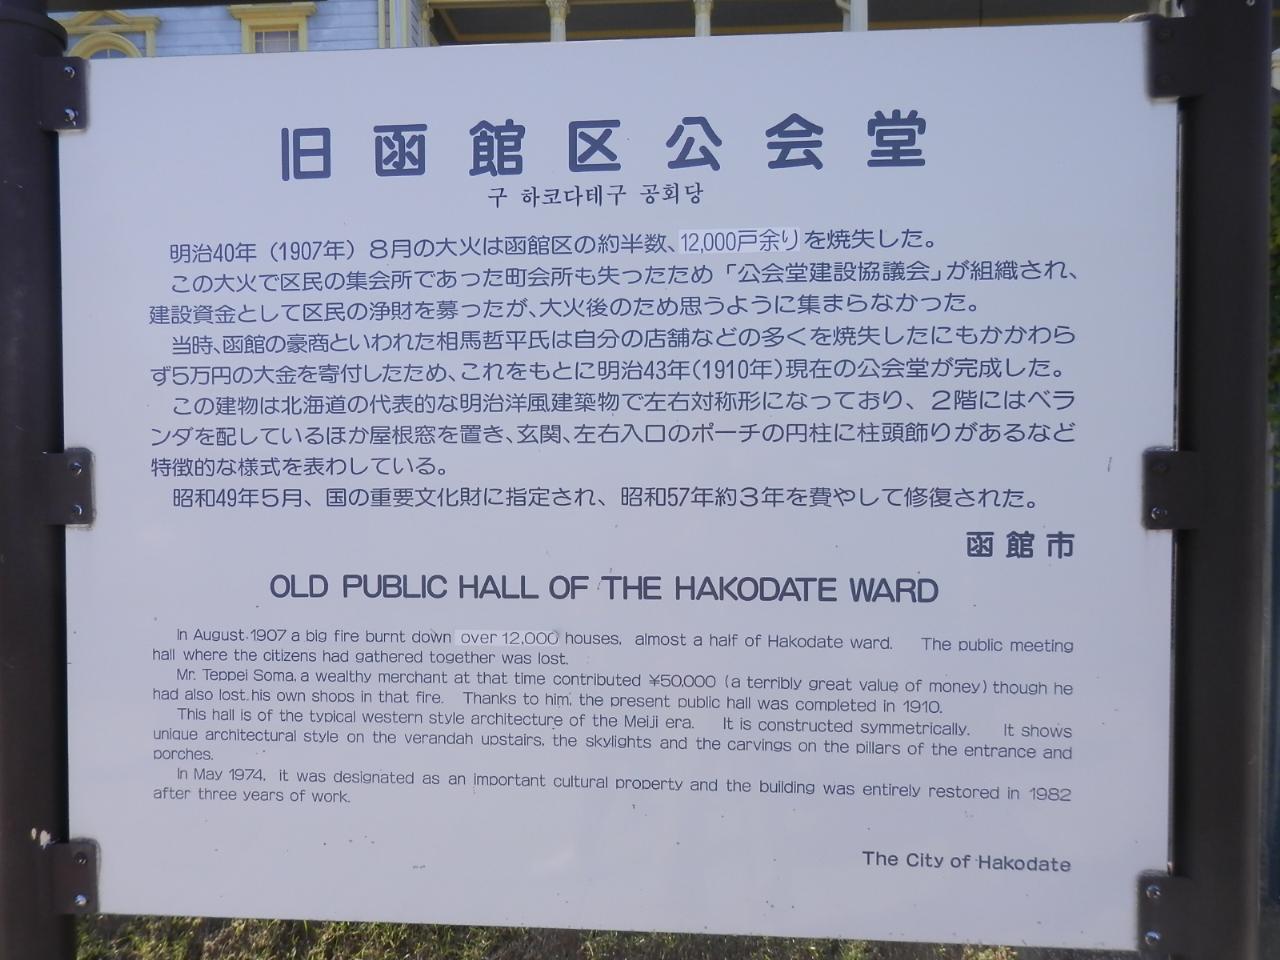 旧函館区公会堂
구 하코다테구 공회당
明治40年（1907年）８月の大火は函館区の約半数、12,000戸余りを焼失した。
この大火で区民の集会所であった町会所も失ったため「公会堂建設協議会」が組織され、
建設資金として区民の浄財を募ったが、大火後のため思うように集まらなかった。
当時、函館の豪商といわれた相馬哲平氏は自分の店舗などの多くを焼失したにもかかわら
ず５万円の大金を寄付したため、これをもとに明治43年（1910年）現在の公会堂が完成した。
この建物は北海道の代表的な明治洋風建築物で左右対称形になっており、２階にはベラ
ンダを配しているほか屋根窓を置き、玄関、左右入口のポーチの円柱に柱頭飾りがあるなど
特徴的な様式を表わしている。
昭和49年５月、国の重要文化財に指定され、昭和57年約３年を費やして修復された。
函館市
OLD PUBLIC HALL OF THE HAKODATE WARD
In August.1907 a big fire burnt down over 12,000 houses, almost a half of Hakodate ward. The public meeting
hall where the citizens had gathered together was lost.
Mr. Teppei Soma, a wealthy merchant at that time contributed ¥50,000 (a terribly great value of money) though he
had also lost.his own shops in that fire. Thanks to him, the present public hall was completed in 1910.
This hall is of the typical western style architecture of the Meiji era. It is constructed symmetrically. It shows
unique architectural style on the verandah upstairs, the skylights and the carvings on the pillars of the entrance and
porches.
In May 1974, it was designated as an important cultural property and the building was entirely restored in 1982
after three years of work.
The City of Hakodate